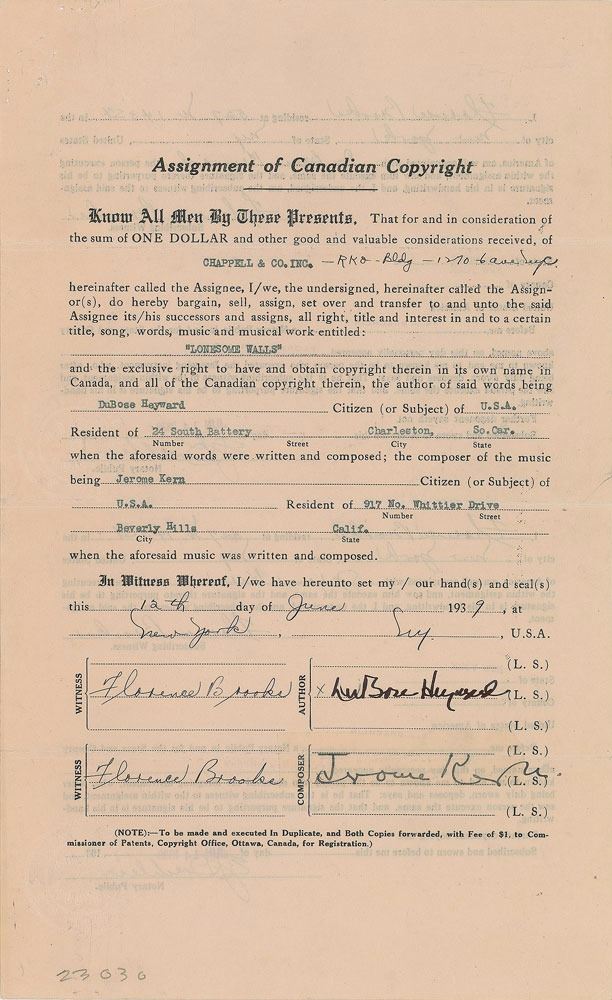 Assignment of Canadian Copyright
Know All Men By These Presents, That for and in consideration of
the sum of ONE DOLLAR and other good and valuable considerations received, of
CHAPPELL & CO. INC. — RKO - Bldg — 1270 6 ave nyc.
hereinafter called the Assignee, I/we, the undersigned, hereinafter called the Assign-
or(s), do hereby bargain, sell, assign, set over and transfer to and unto the said
Assignee its/his successors and assigns, all right, title and interest in and to a certain
title, song, words, music and musical work entitled:
"LONESOME WALLS"
and the exclusive right to have and obtain copyright therein in its own name in
Canada, and all of the Canadian copyright therein, the author of said words being
DuBose Heyward Citizen (or Subject) of U.S.A.
Resident of 24 South Battery Charleston, So.Car.
Number Street City State
when the aforesaid words were written and composed; the composer of the music
being Jerome Kern Citizen (or Subject) of
U.S.A. Resident of 917 No. Whittier Drive
Number Street
Beverly Hills Calif.
City State
when the aforesaid music was written and composed.
In Witness Whereof, I/we have hereunto set my / our hand(s) and seal(s)
this 12th day of June 1939, at
New York, Ny, U.S.A.
(L. S.)
WITNESS Florence Brooks AUTHOR x DuBose Heyward (L. S.)
(L. S.)
(L. S.)
WITNESS Florence Brooks COMPOSER Jerome Kern (L. S.)
(L. S.)
(NOTE):—To be made and executed in Duplicate, and Both Copies forwarded, with Fee of $1, to Com-
missioner of Patents, Copyright Office, Ottawa, Canada, for Registration.)
23030